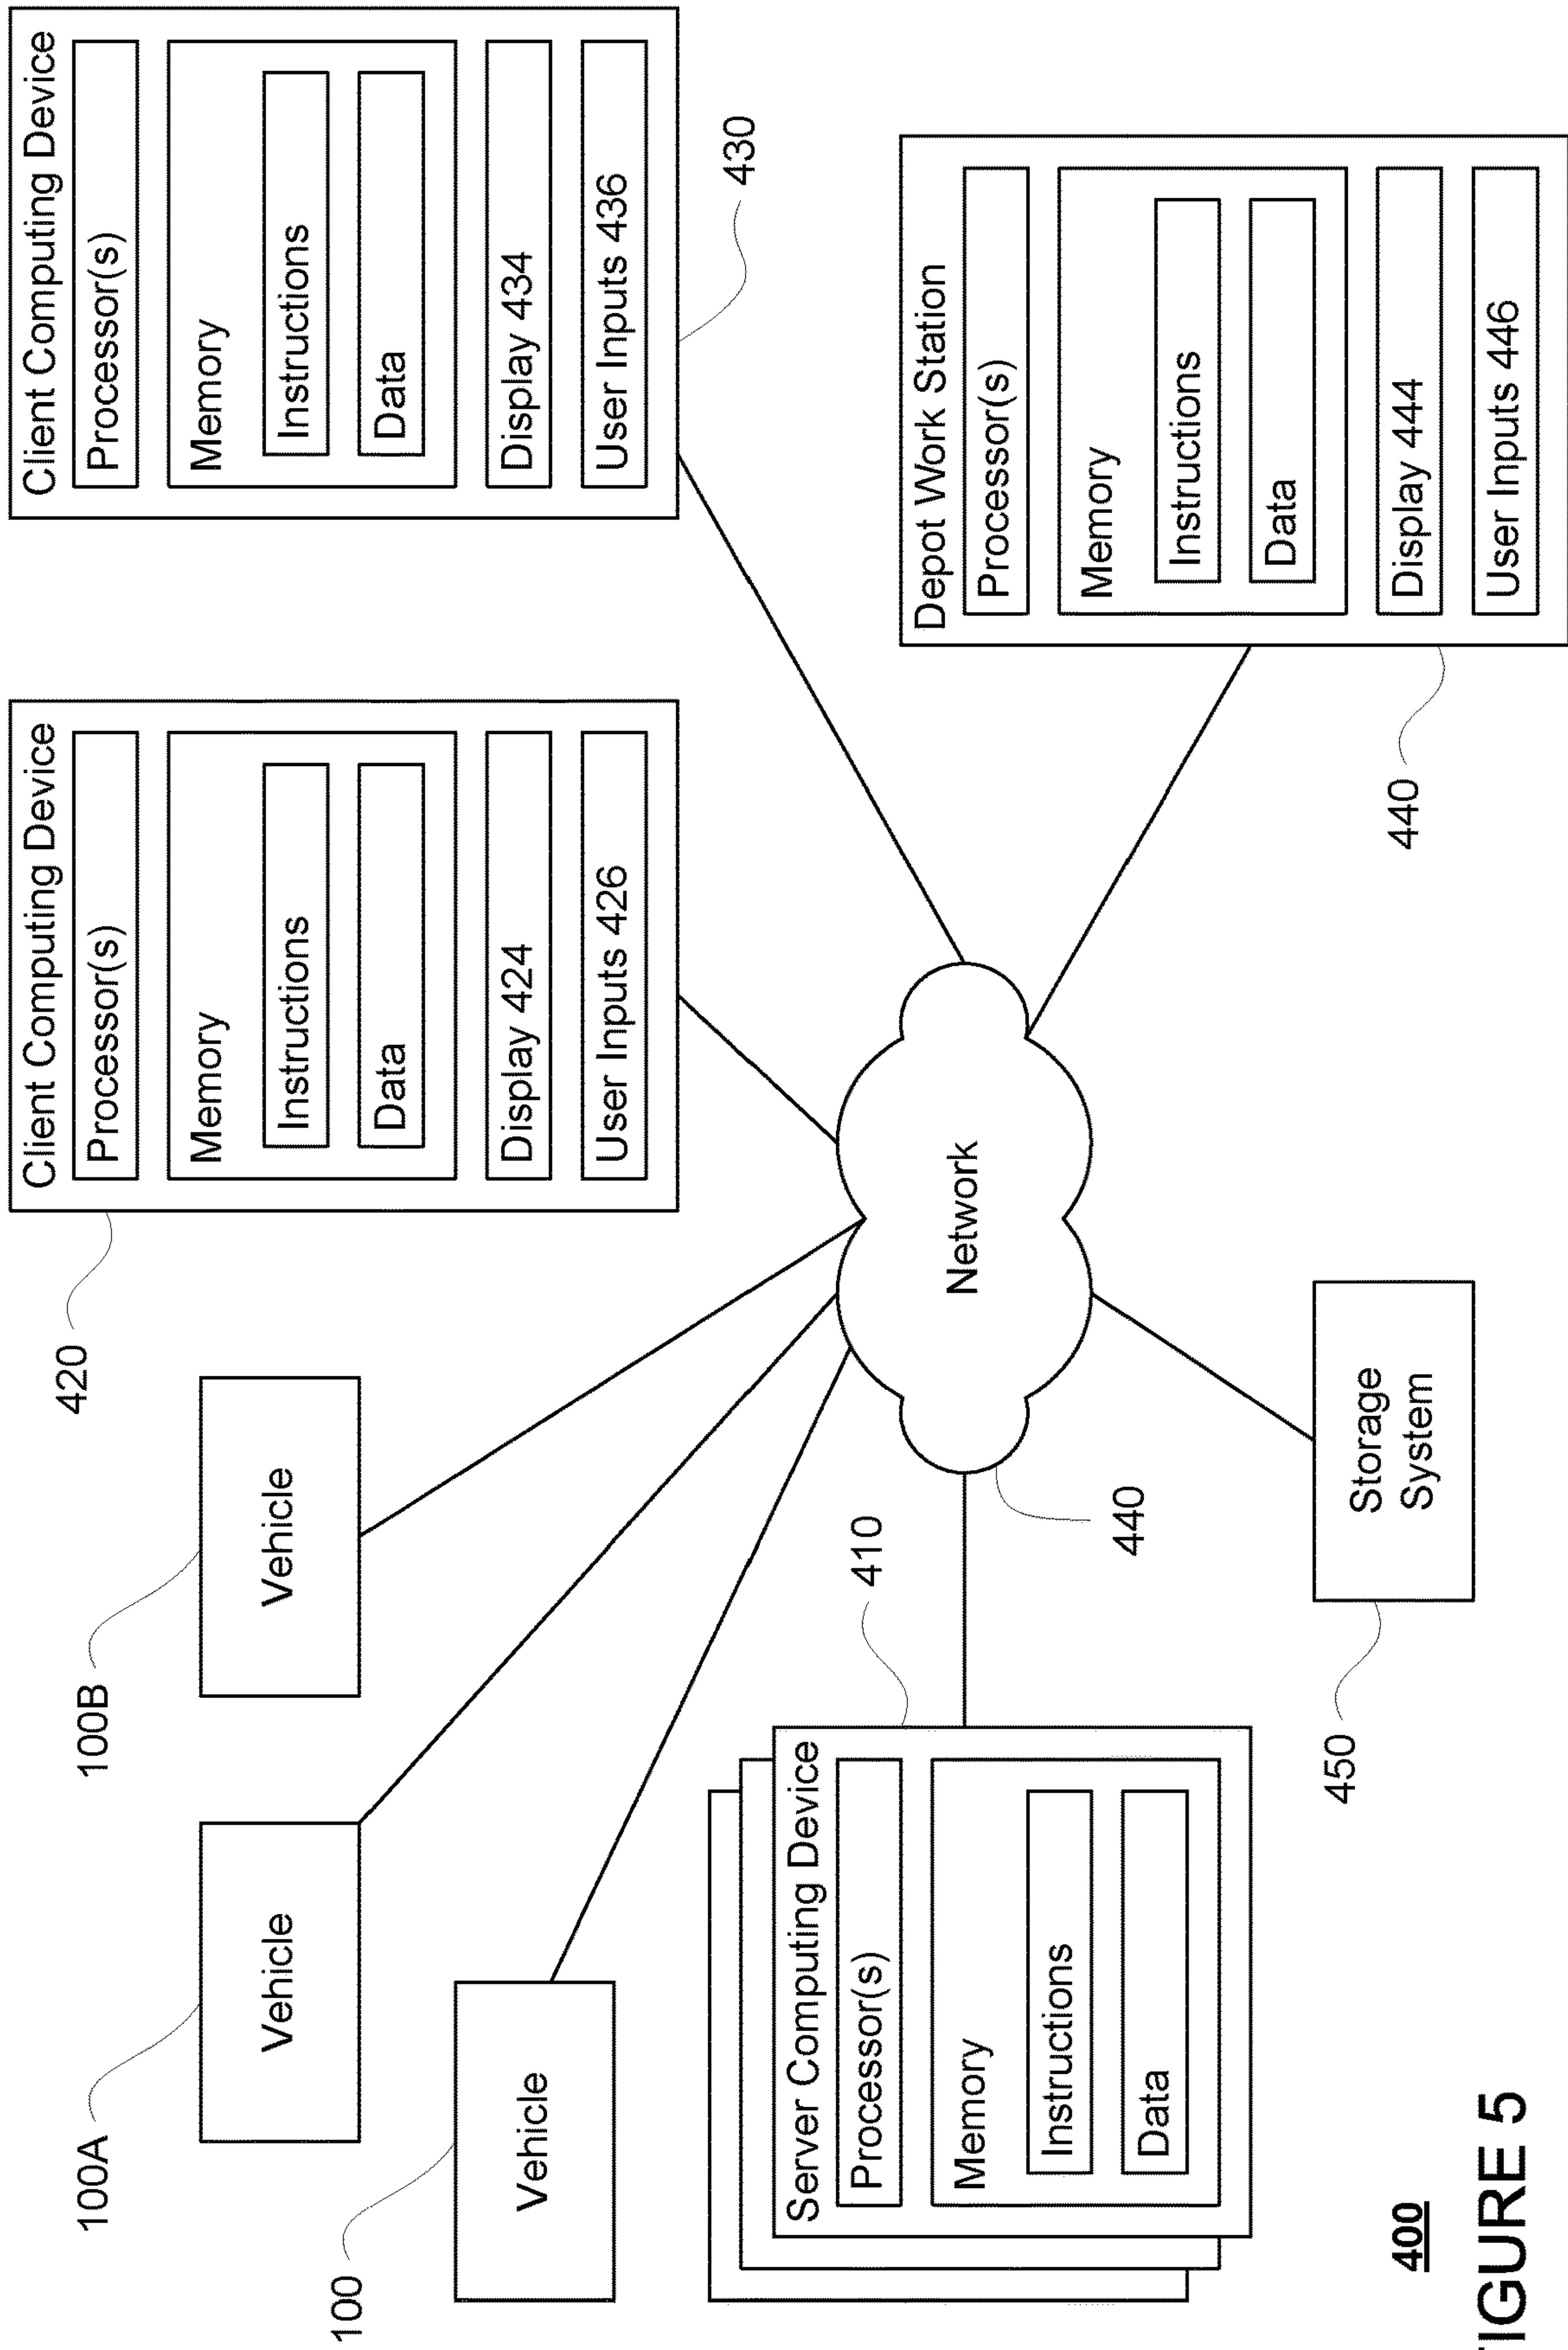 100A
Vehicle
100B
Vehicle
100
Vehicle
420
Client Computing Device
Processor(s)
Memory
Instructions
Data
Display 424
User Inputs 426
Client Computing Device
Processor(s)
Memory
Instructions
Data
Display 434
User Inputs 436
430
Server Computing Device
Processor(s)
Memory
Instructions
Data
410
Network
440
Storage
System
450
Depot Work Station
Processor(s)
Memory
Instructions
Data
Display 444
User Inputs 446
440
400
IGURE 5